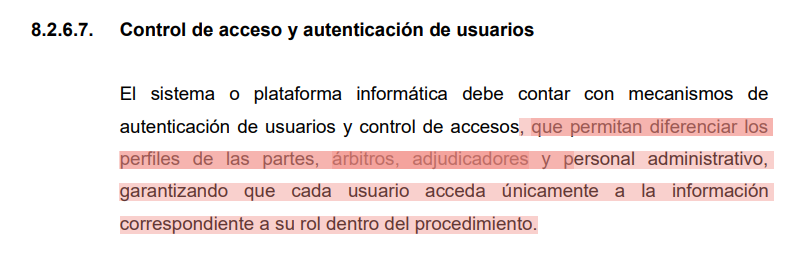 8.2.6.7. Control de acceso y autenticación de usuarios
El sistema o plataforma informática debe contar con mecanismos de
autenticación de usuarios y control de accesos, que permitan diferenciar los
perfiles de las partes, árbitros, adjudicadores y personal administrativo,
garantizando que cada usuario acceda únicamente a la información
correspondiente a su rol dentro del procedimiento.